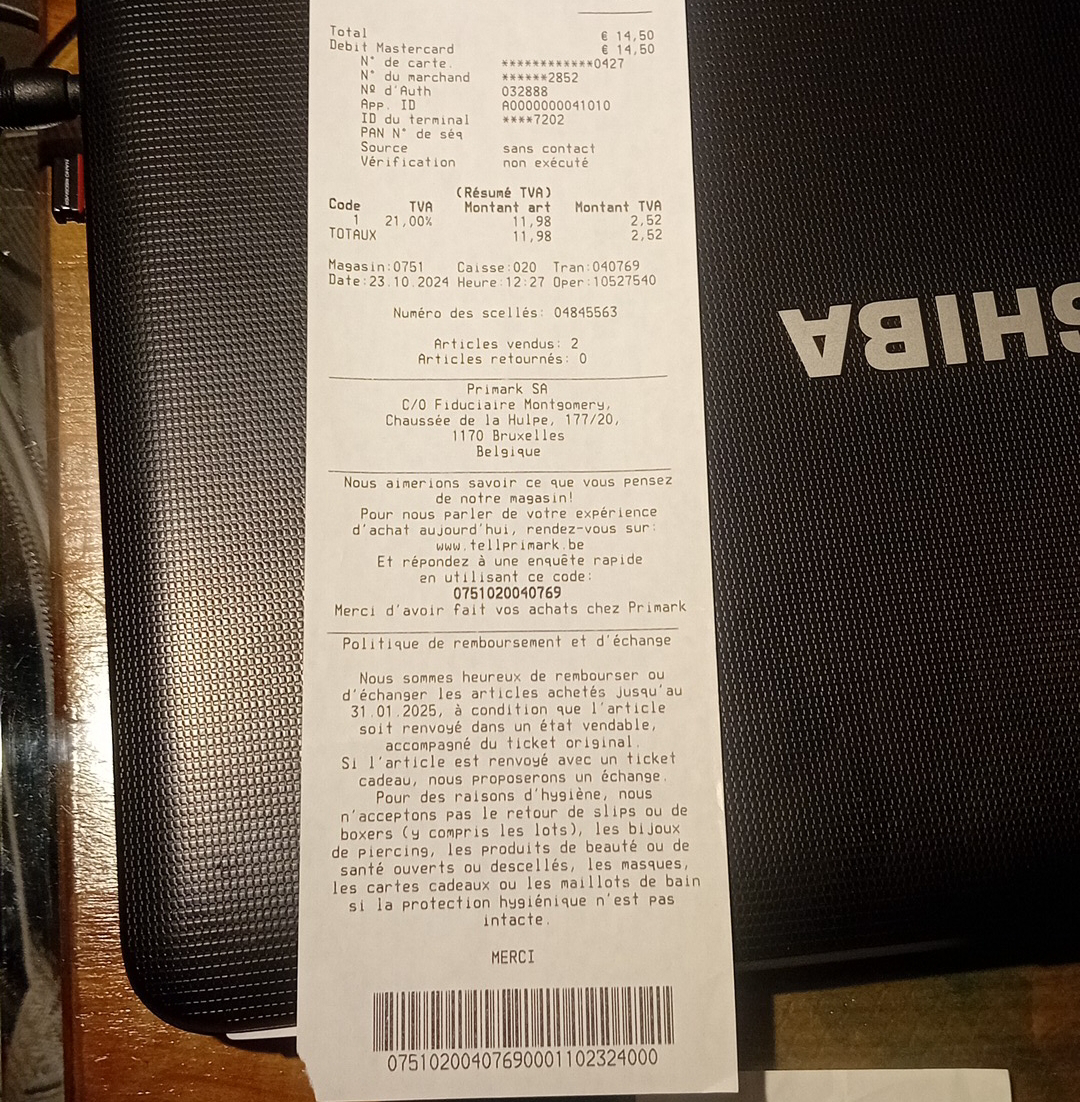 Total € 14,50
Debit Mastercard € 14,50
N° de carte. ************0427
N° du marchand ******2852
Nº d'Auth 032888
App. ID A0000000041010
ID du terminal ****7202
PAN N° de séq
Source sans contact
Vérification non exécuté
(Résumé TVA)
Code TVA Montant art Montant TVA
1 21,00% 11,98 2,52
TOTAUX 11,98 2,52
Magasin:0751 Caisse:020 Tran:040769
Date:23.10.2024 Heure:12:27 Oper:10527540
Numéro des scellés: 04845563
Articles vendus: 2
Articles retournés: 0
Primark SA
C/O Fiduciaire Montgomery,
Chaussée de la Hulpe, 177/20,
1170 Bruxelles
Belgique
Nous aimerions savoir ce que vous pensez
de notre magasin!
Pour nous parler de votre expérience
d'achat aujourd'hui, rendez-vous sur:
www.tellprimark.be
Et répondez à une enquête rapide
en utilisant ce code:
0751020040769
Merci d'avoir fait vos achats chez Primark
Politique de remboursement et d'échange
Nous sommes heureux de rembourser ou
d'échanger les articles achetés jusqu'au
31.01.2025, à condition que l'article
soit renvoyé dans un état vendable,
accompagné du ticket original.
Si l'article est renvoyé avec un ticket
cadeau, nous proposerons un échange.
Pour des raisons d'hygiène, nous
n'acceptons pas le retour de slips ou de
boxers (y compris les lots), les bijoux
de piercing, les produits de beauté ou de
santé ouverts ou descellés, les masques,
les cartes cadeaux ou les maillots de bain
si la protection hygiénique n'est pas
intacte.
MERCI
07510200407690001102324000
SHIBA